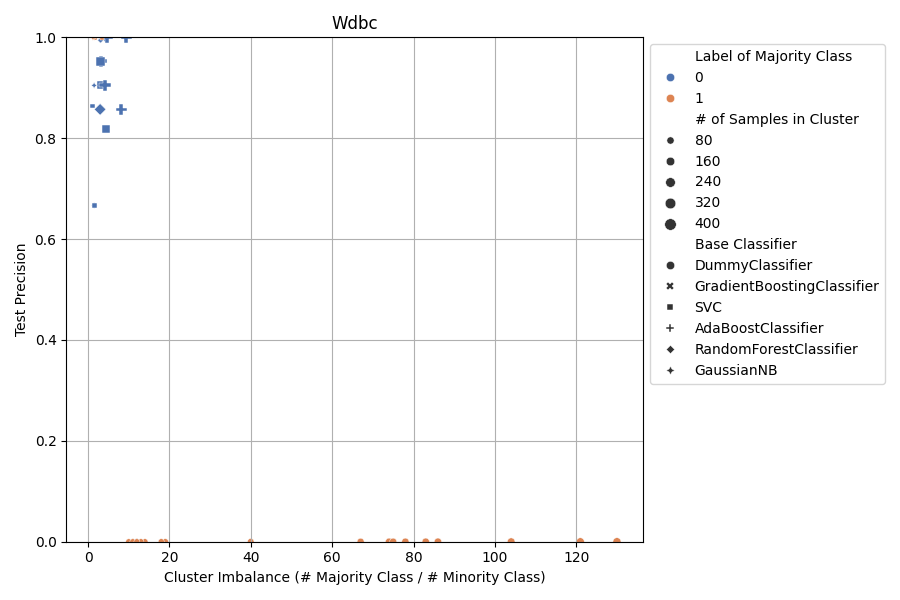 Wdbc
1.0
0.8
0.6
0.4
0.2
0.0
Test Precision
0 20 40 60 80 100 120
Cluster Imbalance (# Majority Class / # Minority Class)
Label of Majority Class
0
1
# of Samples in Cluster
80
160
240
320
400
Base Classifier
DummyClassifier
GradientBoostingClassifier
SVC
AdaBoostClassifier
RandomForestClassifier
GaussianNB